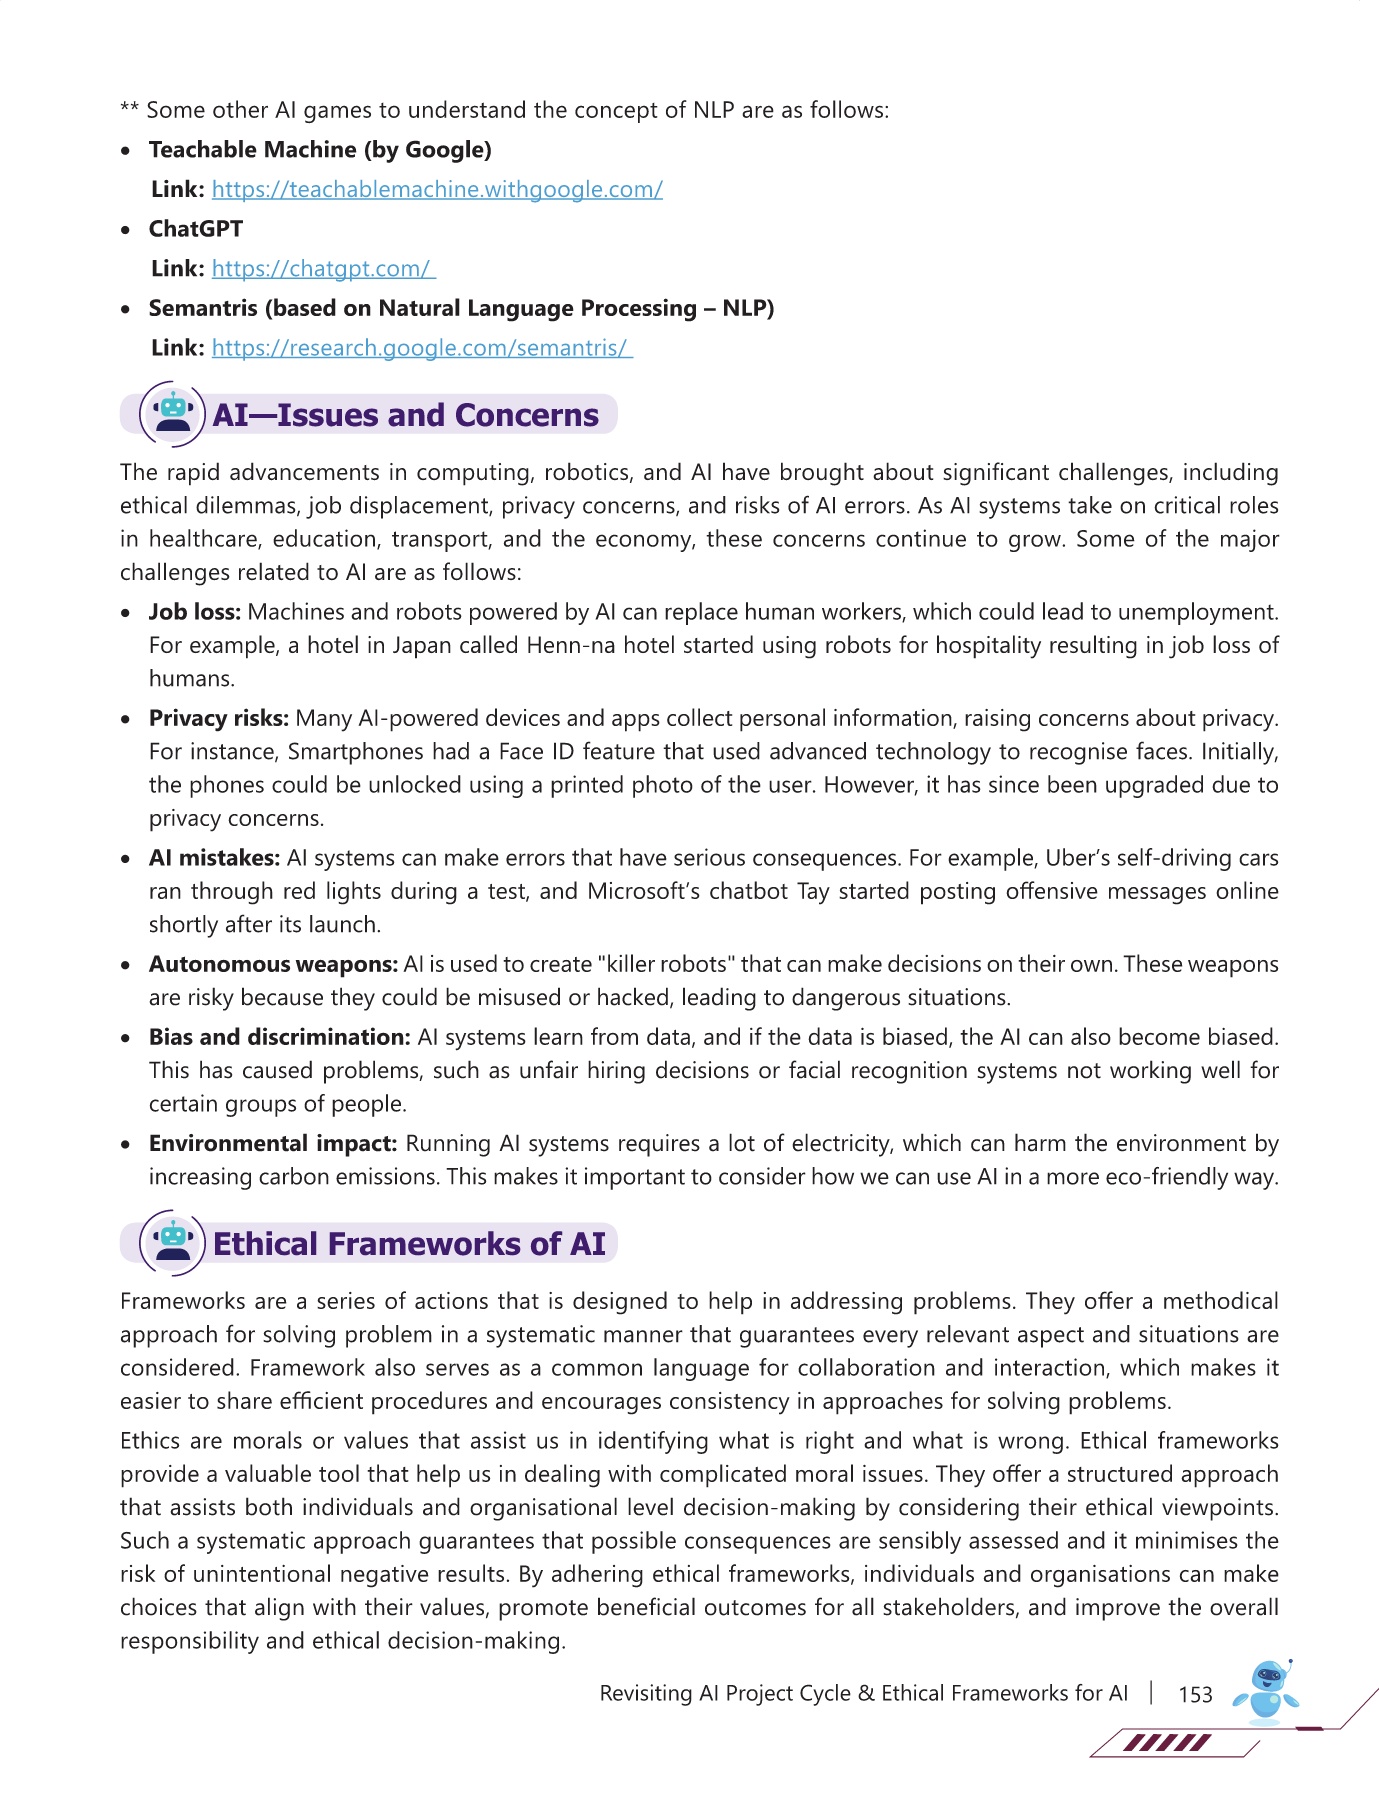 ** Some other AI games to understand the concept of NLP are as follows:
• Teachable Machine (by Google)
Link: https://teachablemachine.withgoogle.com/
• ChatGPT
Link: https://chatgpt.com/
• Semantris (based on Natural Language Processing – NLP)
Link: https://research.google.com/semantris/
AI—Issues and Concerns
The rapid advancements in computing, robotics, and AI have brought about significant challenges, including
ethical dilemmas, job displacement, privacy concerns, and risks of AI errors. As AI systems take on critical roles
in healthcare, education, transport, and the economy, these concerns continue to grow. Some of the major
challenges related to AI are as follows:
• Job loss: Machines and robots powered by AI can replace human workers, which could lead to unemployment.
For example, a hotel in Japan called Henn-na hotel started using robots for hospitality resulting in job loss of
humans.
• Privacy risks: Many AI-powered devices and apps collect personal information, raising concerns about privacy.
For instance, Smartphones had a Face ID feature that used advanced technology to recognise faces. Initially,
the phones could be unlocked using a printed photo of the user. However, it has since been upgraded due to
privacy concerns.
• AI mistakes: AI systems can make errors that have serious consequences. For example, Uber’s self-driving cars
ran through red lights during a test, and Microsoft’s chatbot Tay started posting offensive messages online
shortly after its launch.
• Autonomous weapons: AI is used to create "killer robots" that can make decisions on their own. These weapons
are risky because they could be misused or hacked, leading to dangerous situations.
• Bias and discrimination: AI systems learn from data, and if the data is biased, the AI can also become biased.
This has caused problems, such as unfair hiring decisions or facial recognition systems not working well for
certain groups of people.
• Environmental impact: Running AI systems requires a lot of electricity, which can harm the environment by
increasing carbon emissions. This makes it important to consider how we can use AI in a more eco-friendly way.
Ethical Frameworks of AI
Frameworks are a series of actions that is designed to help in addressing problems. They offer a methodical
approach for solving problem in a systematic manner that guarantees every relevant aspect and situations are
considered. Framework also serves as a common language for collaboration and interaction, which makes it
easier to share efficient procedures and encourages consistency in approaches for solving problems.
Ethics are morals or values that assist us in identifying what is right and what is wrong. Ethical frameworks
provide a valuable tool that help us in dealing with complicated moral issues. They offer a structured approach
that assists both individuals and organisational level decision-making by considering their ethical viewpoints.
Such a systematic approach guarantees that possible consequences are sensibly assessed and it minimises the
risk of unintentional negative results. By adhering ethical frameworks, individuals and organisations can make
choices that align with their values, promote beneficial outcomes for all stakeholders, and improve the overall
responsibility and ethical decision-making.
Revisiting AI Project Cycle & Ethical Frameworks for AI | 153